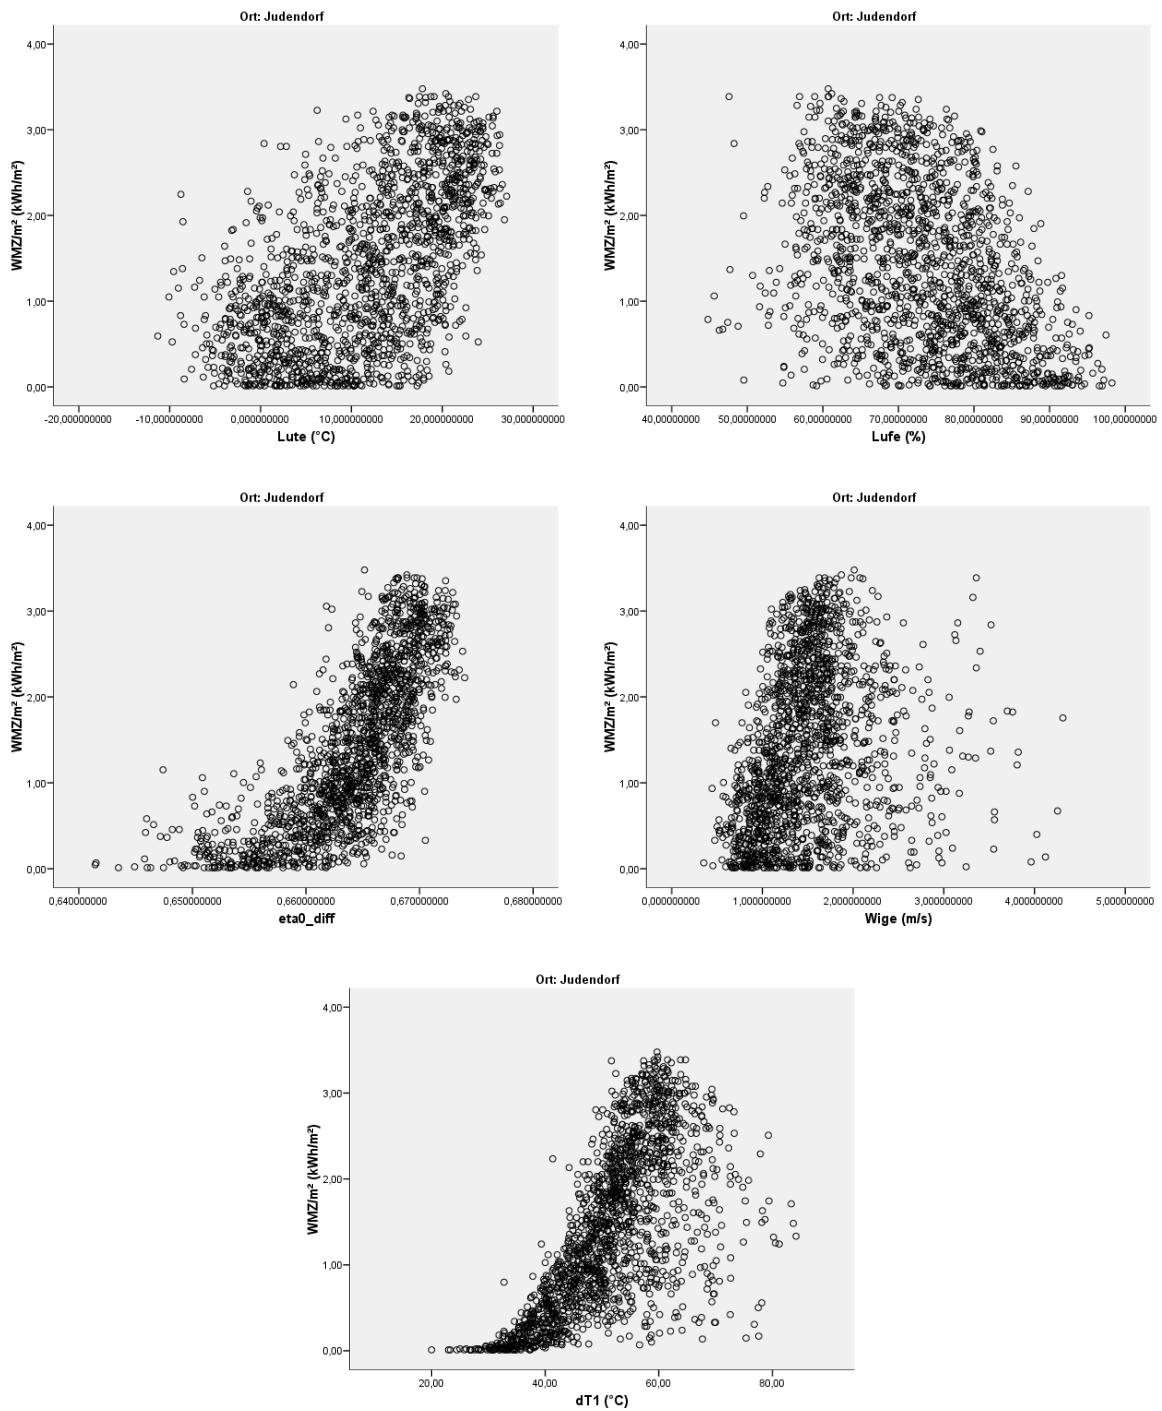 Ort: Judendorf
4,00
3,00
2,00
1,00
0,00
WMZ/m² (kWh/m²)
-20,000000000 -10,000000000 0,000000000 10,000000000 20,000000000 30,000000000
Lute (°C)
Ort: Judendorf
4,00
3,00
2,00
1,00
0,00
WMZ/m² (kWh/m²)
40,00000000 50,00000000 60,00000000 70,00000000 80,00000000 90,00000000 100,00000000
Lufe (%)
Ort: Judendorf
4,00
3,00
2,00
1,00
0,00
WMZ/m² (kWh/m²)
0,640000000 0,650000000 0,660000000 0,670000000 0,680000000
eta0_diff
Ort: Judendorf
4,00
3,00
2,00
1,00
0,00
WMZ/m² (kWh/m²)
0,000000000 1,000000000 2,000000000 3,000000000 4,000000000 5,000000000
Wige (m/s)
Ort: Judendorf
4,00
3,00
2,00
1,00
0,00
WMZ/m² (kWh/m²)
20,00 40,00 60,00 80,00
dT1 (°C)